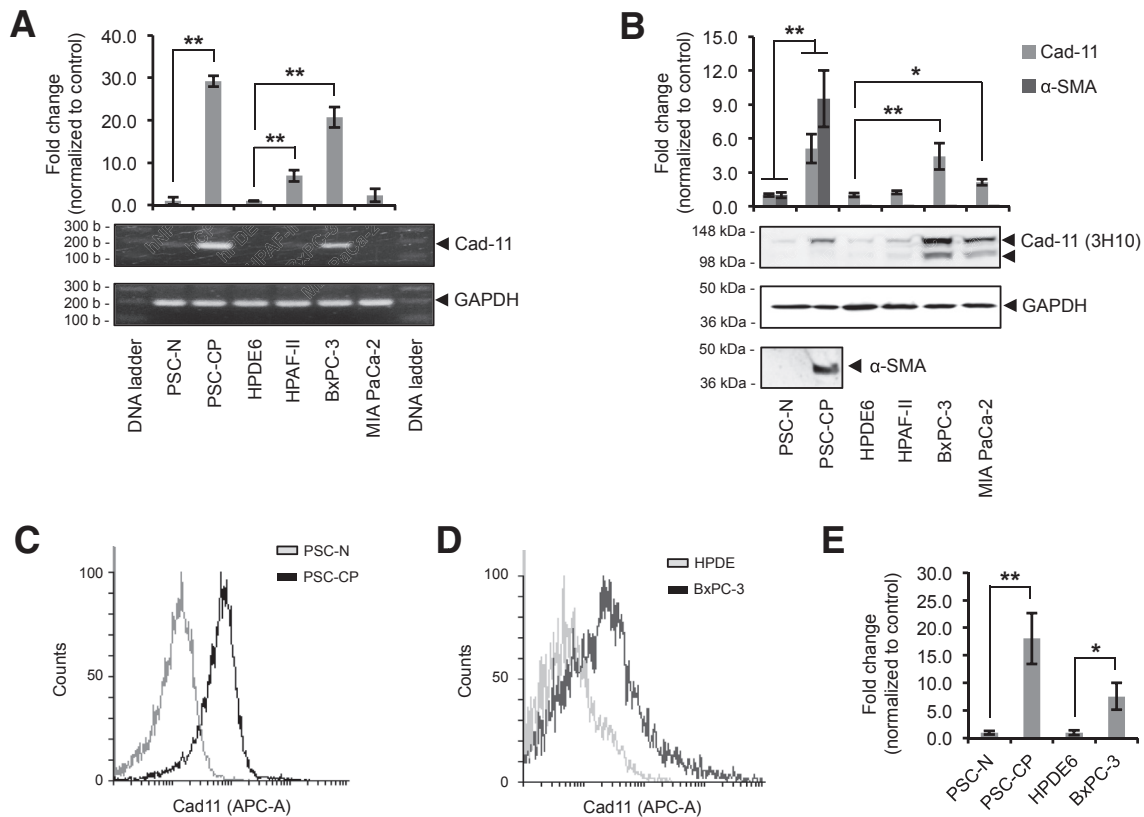 A
Fold change
(normalized to control)
40.0
30.0
20.0
10.0
0.0
**
**
**
300 b -
200 b -
100 b -
Cad-11
300 b -
200 b -
100 b -
GAPDH
DNA ladder
PSC-N
PSC-CP
HPDE6
HPAF-II
BxPC-3
MIA PaCa-2
DNA ladder
B
Fold change
(normalized to control)
15.0
12.0
9.0
6.0
3.0
0.0
**
*
**
Cad-11
α-SMA
148 kDa -
98 kDa -
Cad-11 (3H10)
50 kDa -
36 kDa -
GAPDH
50 kDa -
36 kDa -
α-SMA
PSC-N
PSC-CP
HPDE6
HPAF-II
BxPC-3
MIA PaCa-2
C
PSC-N
PSC-CP
Counts
100
50
0
Cad11 (APC-A)
D
HPDE
BxPC-3
Counts
100
50
0
Cad11 (APC-A)
E
Fold change
(normalized to control)
30.0
25.0
20.0
15.0
10.0
5.0
0.0
**
*
PSC-N
PSC-CP
HPDE6
BxPC-3